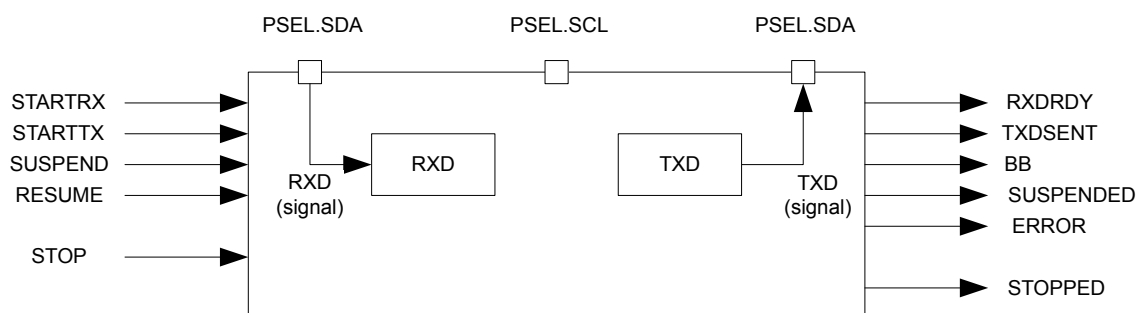 PSEL.SDA
PSEL.SCL
PSEL.SDA
STARTRX
STARTTX
SUSPEND
RESUME
STOP
RXD
RXD
(signal)
TXD
TXD
(signal)
RXDRDY
TXDSENT
BB
SUSPENDED
ERROR
STOPPED